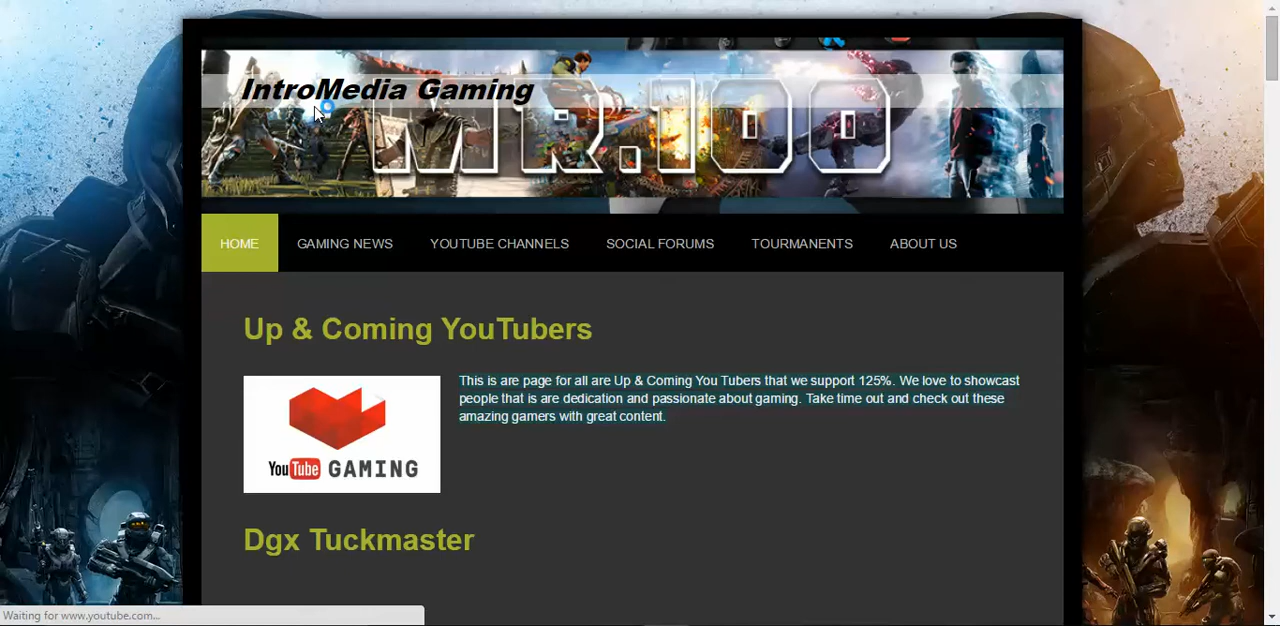 IntroMedia Gaming
MR.100
HOME GAMING NEWS YOUTUBE CHANNELS SOCIAL FORUMS TOURMANENTS ABOUT US
Up & Coming YouTubers
This is are page for all are Up & Coming You Tubers that we support 125%. We love to showcast
people that is are dedication and passionate about gaming. Take time out and check out these
amazing gamers with great content.
YouTube GAMING
Dgx Tuckmaster
Waiting for www.youtube.com...